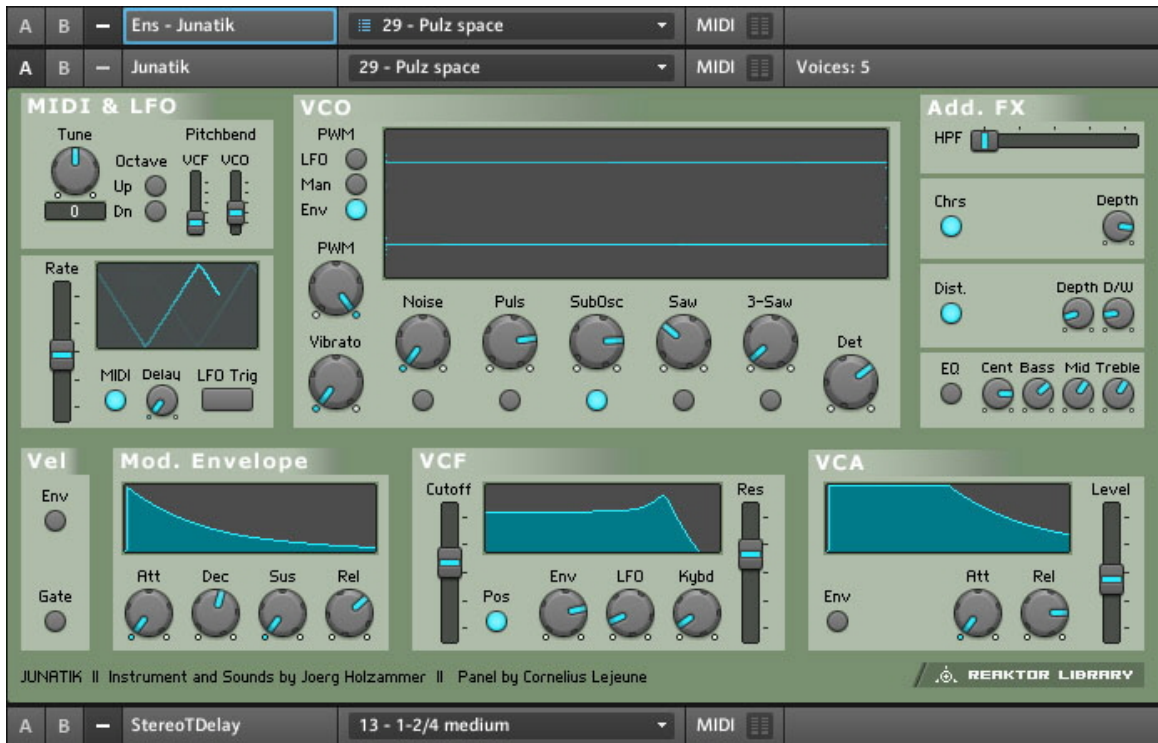 A B – Ens - Junatik 29 - Pulz space MIDI
A B – Junatik 29 - Pulz space MIDI Voices: 5
MIDI & LFO
Tune Pitchbend
Octave VCF VCO
Up
0 Dn
Rate
MIDI Delay LFO Trig
VCO
PWM
LFO
Man
Env
PWM
Vibrato
Noise Puls SubOsc Saw 3-Saw
Det
Add. FX
HPF
Chrs Depth
Dist. Depth D/W
EQ Cent Bass Mid Treble
Vel
Env
Gate
Mod. Envelope
Att Dec Sus Rel
VCF
Cutoff Res
Env LFO Kybd
Pos
VCA
Level
Att Rel
Env
JUNATIK II Instrument and Sounds by Joerg Holzammer II Panel by Cornelius Lejeune
REAKTOR LIBRARY
A B – StereoTDelay 13 - 1-2/4 medium MIDI